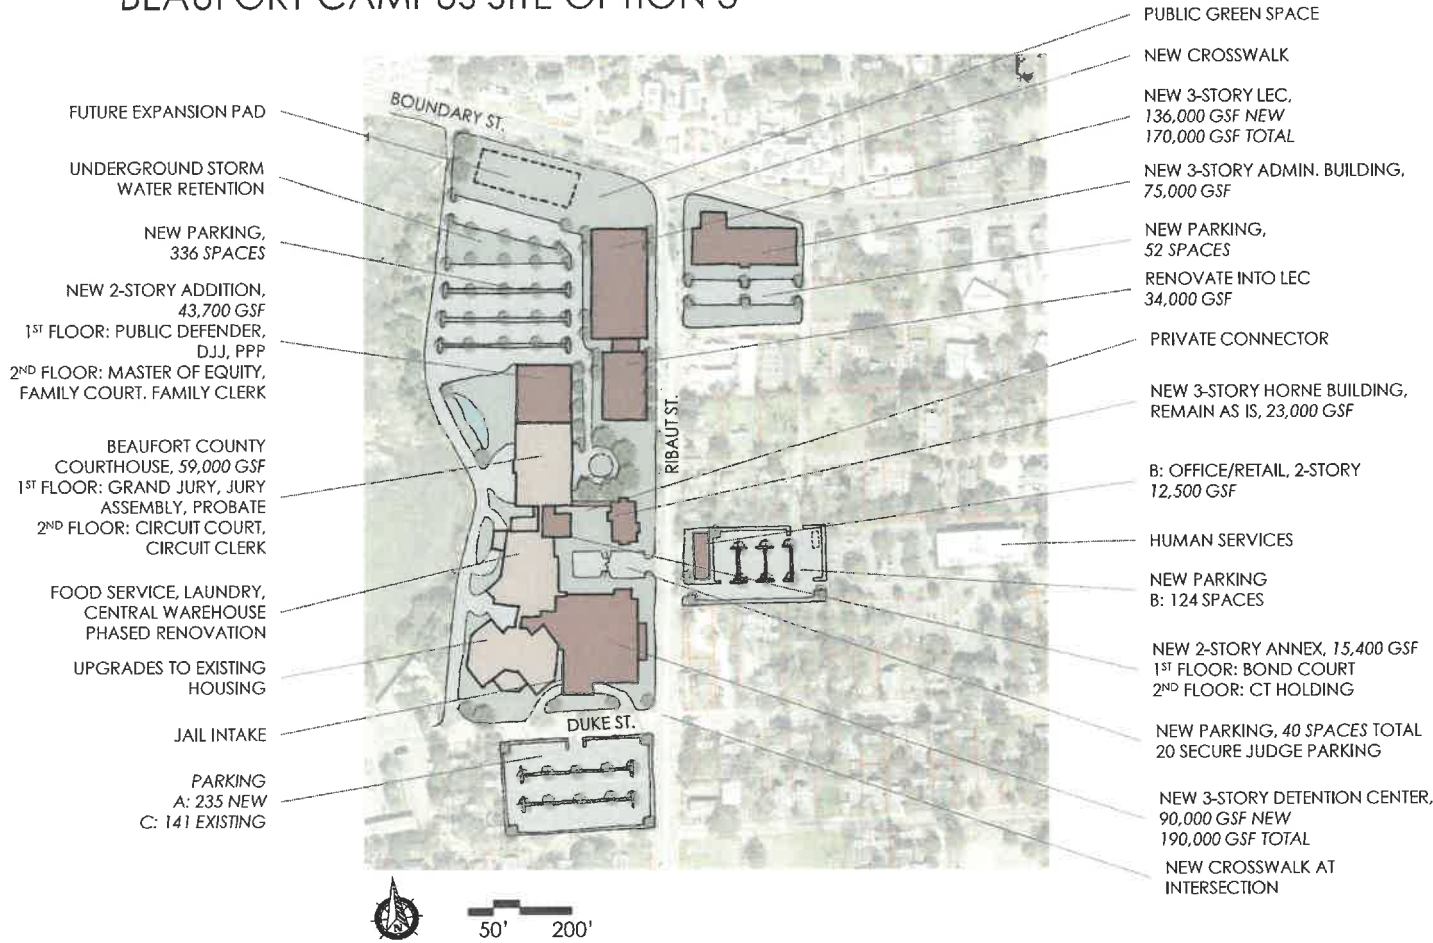 BEAUFORT CAMPUS SITE OPTION 3
FUTURE EXPANSION PAD
UNDERGROUND STORM
WATER RETENTION
NEW PARKING,
336 SPACES
NEW 2-STORY ADDITION,
43,700 GSF
1ST FLOOR: PUBLIC DEFENDER,
DJJ, PPP
2ND FLOOR: MASTER OF EQUITY,
FAMILY COURT. FAMILY CLERK
BEAUFORT COUNTY
COURTHOUSE, 59,000 GSF
1ST FLOOR: GRAND JURY, JURY
ASSEMBLY, PROBATE
2ND FLOOR: CIRCUIT COURT,
CIRCUIT CLERK
FOOD SERVICE, LAUNDRY,
CENTRAL WAREHOUSE
PHASED RENOVATION
UPGRADES TO EXISTING
HOUSING
JAIL INTAKE
PARKING
A: 235 NEW
C: 141 EXISTING
BOUNDARY ST.
RIBAUT ST.
DUKE ST.
N
50'
200'
PUBLIC GREEN SPACE
NEW CROSSWALK
NEW 3-STORY LEC,
136,000 GSF NEW
170,000 GSF TOTAL
NEW 3-STORY ADMIN. BUILDING,
75,000 GSF
NEW PARKING,
52 SPACES
RENOVATE INTO LEC
34,000 GSF
PRIVATE CONNECTOR
NEW 3-STORY HORNE BUILDING,
REMAIN AS IS, 23,000 GSF
B: OFFICE/RETAIL, 2-STORY
12,500 GSF
HUMAN SERVICES
NEW PARKING
B: 124 SPACES
NEW 2-STORY ANNEX, 15,400 GSF
1ST FLOOR: BOND COURT
2ND FLOOR: CT HOLDING
NEW PARKING, 40 SPACES TOTAL
20 SECURE JUDGE PARKING
NEW 3-STORY DETENTION CENTER,
90,000 GSF NEW
190,000 GSF TOTAL
NEW CROSSWALK AT
INTERSECTION